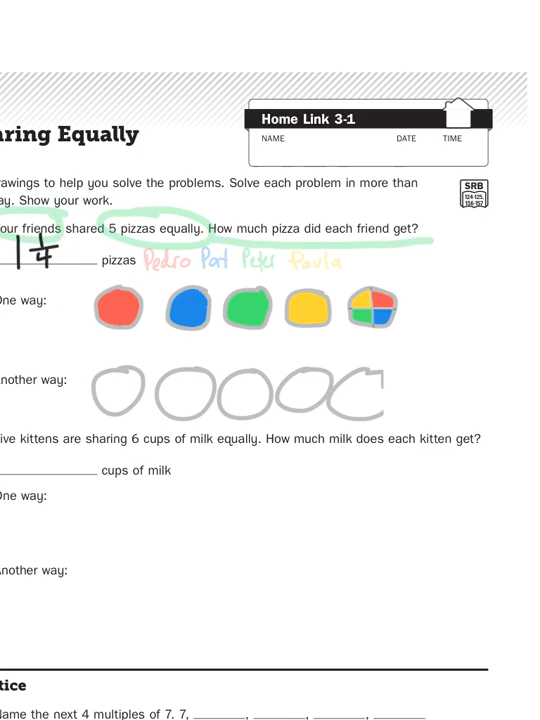 Home Link 3-1
aring Equally
NAME DATE TIME
rawings to help you solve the problems. Solve each problem in more than
ay. Show your work.
SRB
124-125,
156-157
our friends shared 5 pizzas equally. How much pizza did each friend get?
1 1/4 pizzas Pedro Pat Peter Paula
One way:
nother way:
ive kittens are sharing 6 cups of milk equally. How much milk does each kitten get?
cups of milk
One way:
Another way:
tice
Name the next 4 multiples of 7. 7, , , ,